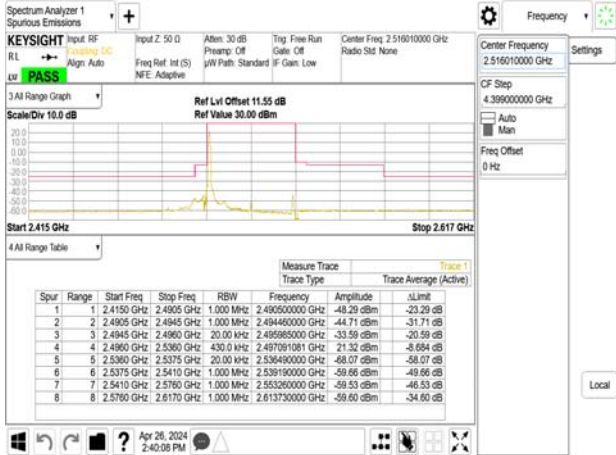 Spectrum Analyzer 1
Spurious Emissions
Frequency
KEYSIGHT
Input: RF
Coupling: DC
Align: Auto
Input Z: 50 Ω
Freq Ref: Int (S)
NFE: Adaptive
Atten: 30 dB
Preamp: Off
µW Path: Standard
Trig: Free Run
Gate: Off
IF Gain: Low
Center Freq: 2.516010000 GHz
Radio Std: None
RL
LVI PASS
Center Frequency
2.516010000 GHz
Settings
CF Step
4.399000000 GHz
Auto
Man
Freq Offset
0 Hz
Local
3 All Range Graph
Scale/Div 10.0 dB
Ref Lvl Offset 11.55 dB
Ref Value 30.00 dBm
20.0
10.0
0.00
-10.0
-20.0
-30.0
-40.0
-50.0
-60.0
Start 2.415 GHz
Stop 2.617 GHz
4 All Range Table
Measure Trace Trace 1
Trace Type Trace Average (Active)
Spur Range Start Freq Stop Freq RBW Frequency Amplitude ΔLimit
1 1 2.4150 GHz 2.4905 GHz 1.000 MHz 2.490500000 GHz -48.29 dBm -23.29 dB
2 2 2.4905 GHz 2.4945 GHz 1.000 MHz 2.494460000 GHz -44.71 dBm -31.71 dB
3 3 2.4945 GHz 2.4960 GHz 20.00 kHz 2.495985000 GHz -33.59 dBm -20.59 dB
4 4 2.4960 GHz 2.5360 GHz 430.0 kHz 2.497091081 GHz 21.32 dBm -8.684 dB
5 5 2.5360 GHz 2.5375 GHz 20.00 kHz 2.536490000 GHz -68.07 dBm -58.07 dB
6 6 2.5375 GHz 2.5410 GHz 1.000 MHz 2.539190000 GHz -59.66 dBm -49.66 dB
7 7 2.5410 GHz 2.5760 GHz 1.000 MHz 2.553260000 GHz -59.53 dBm -46.53 dB
8 8 2.5760 GHz 2.6170 GHz 1.000 MHz 2.613730000 GHz -59.60 dBm -34.60 dB
Apr 26, 2024
2:40:08 PM